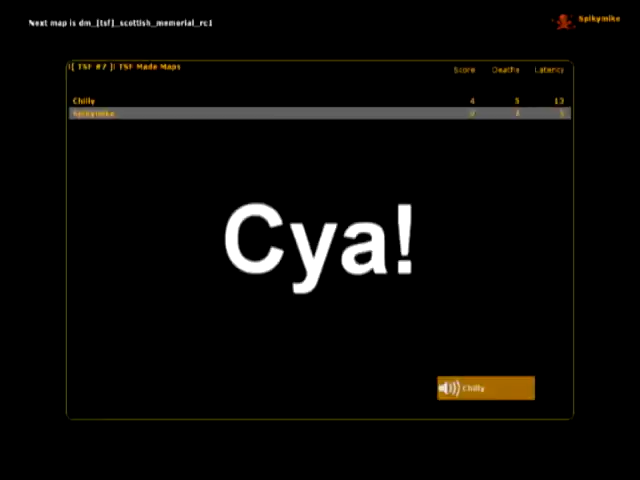 Next map is dm_[tsf]_scottish_memorial_rc1
Spikymike
[ TSF #7 ]! TSF Made Maps
Score Deaths Latency
Chilly 4 5 13
Spikymike
Cya!
Chilly